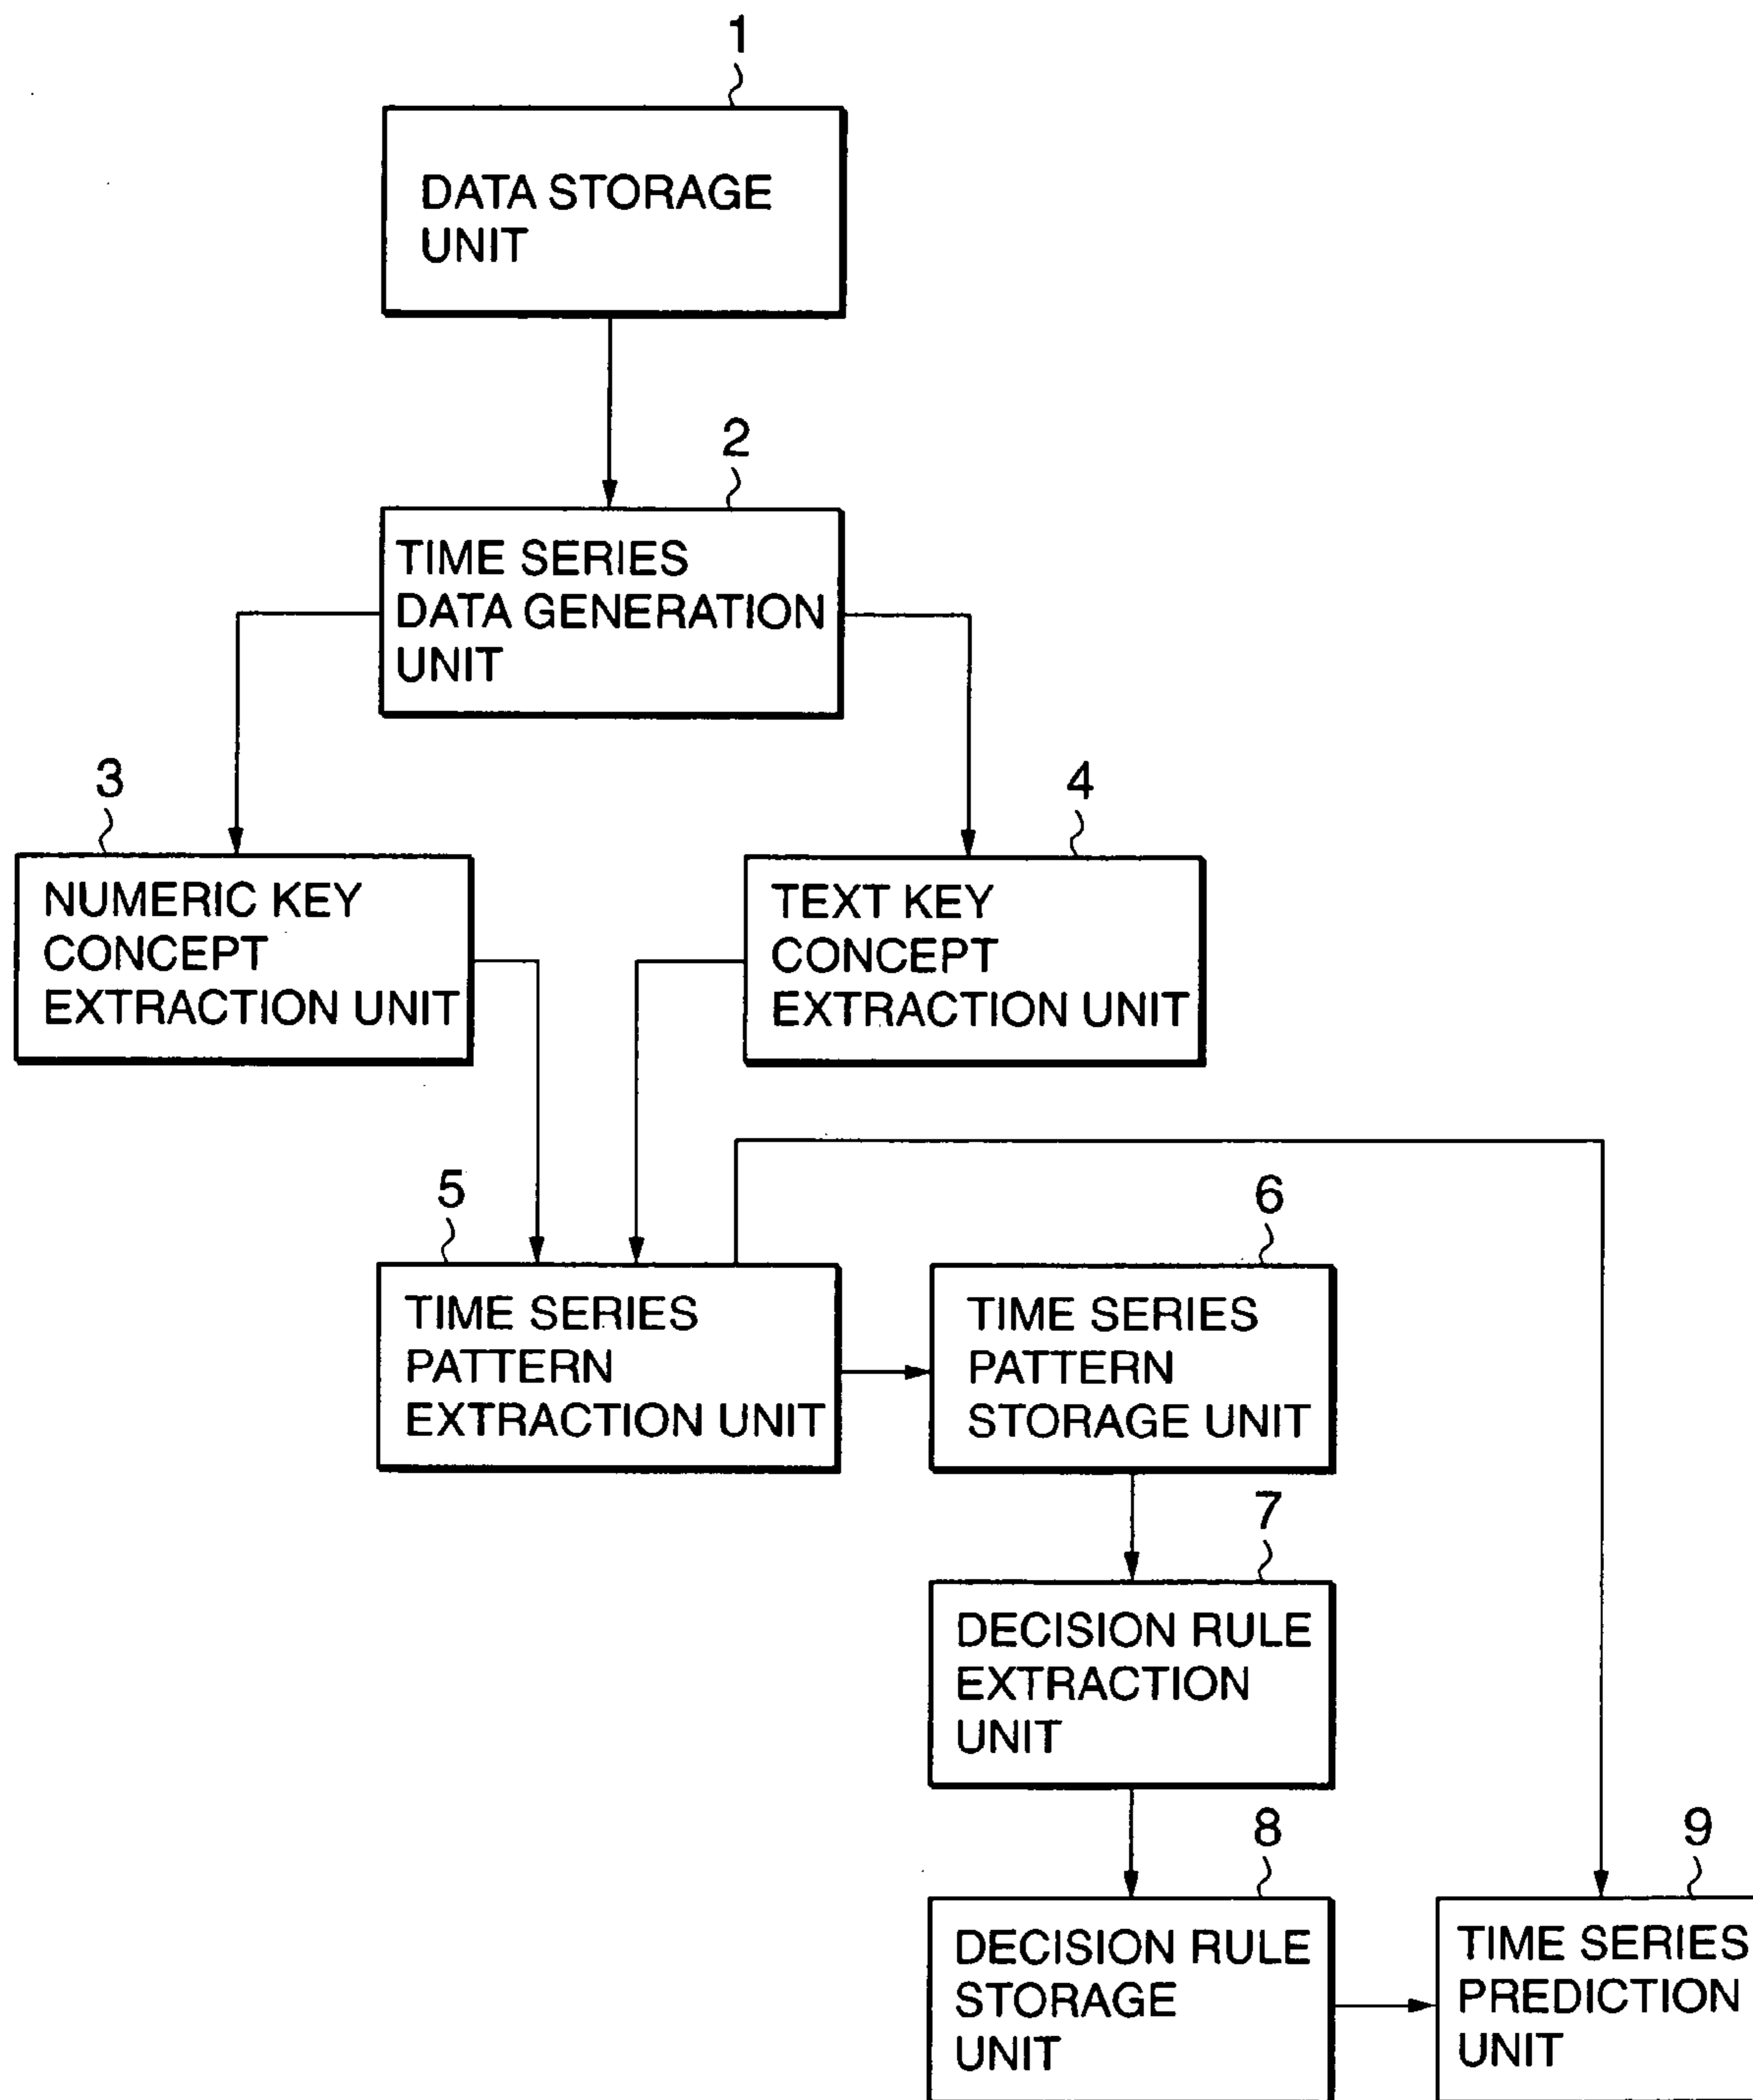 1
DATA STORAGE
UNIT
2
TIME SERIES
DATA GENERATION
UNIT
3
NUMERIC KEY
CONCEPT
EXTRACTION UNIT
4
TEXT KEY
CONCEPT
EXTRACTION UNIT
5
TIME SERIES
PATTERN
EXTRACTION UNIT
6
TIME SERIES
PATTERN
STORAGE UNIT
7
DECISION RULE
EXTRACTION
UNIT
8
DECISION RULE
STORAGE
UNIT
9
TIME SERIES
PREDICTION
UNIT